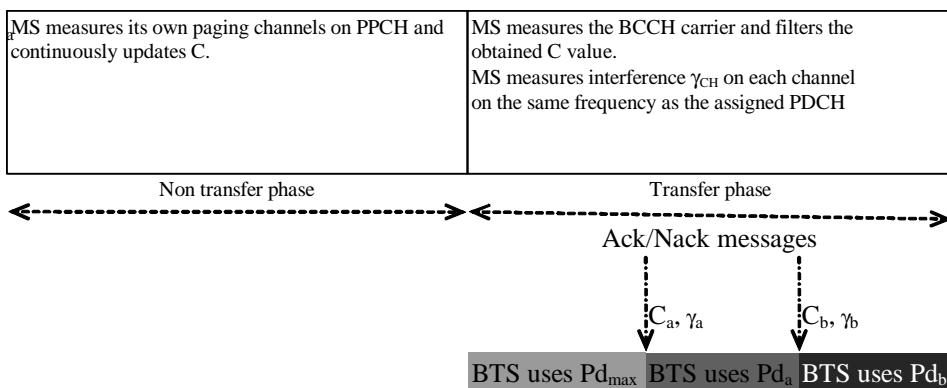 a
MS measures its own paging channels on PPCH and
continuously updates C.
MS measures the BCCH carrier and filters the
obtained C value.
MS measures interference γCH on each channel
on the same frequency as the assigned PDCH
Non transfer phase
Transfer phase
Ack/Nack messages
Ca, γa
Cb, γb
BTS uses Pdmax
BTS uses Pda
BTS uses Pdb